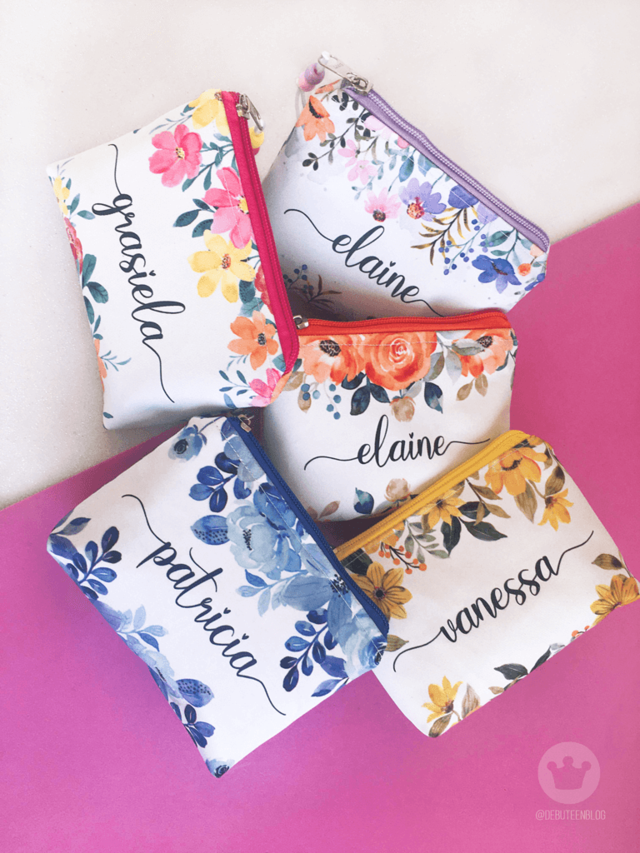 grasiela
elaine
elaine
patricia
vanessa
@DEBUTEENBLOG